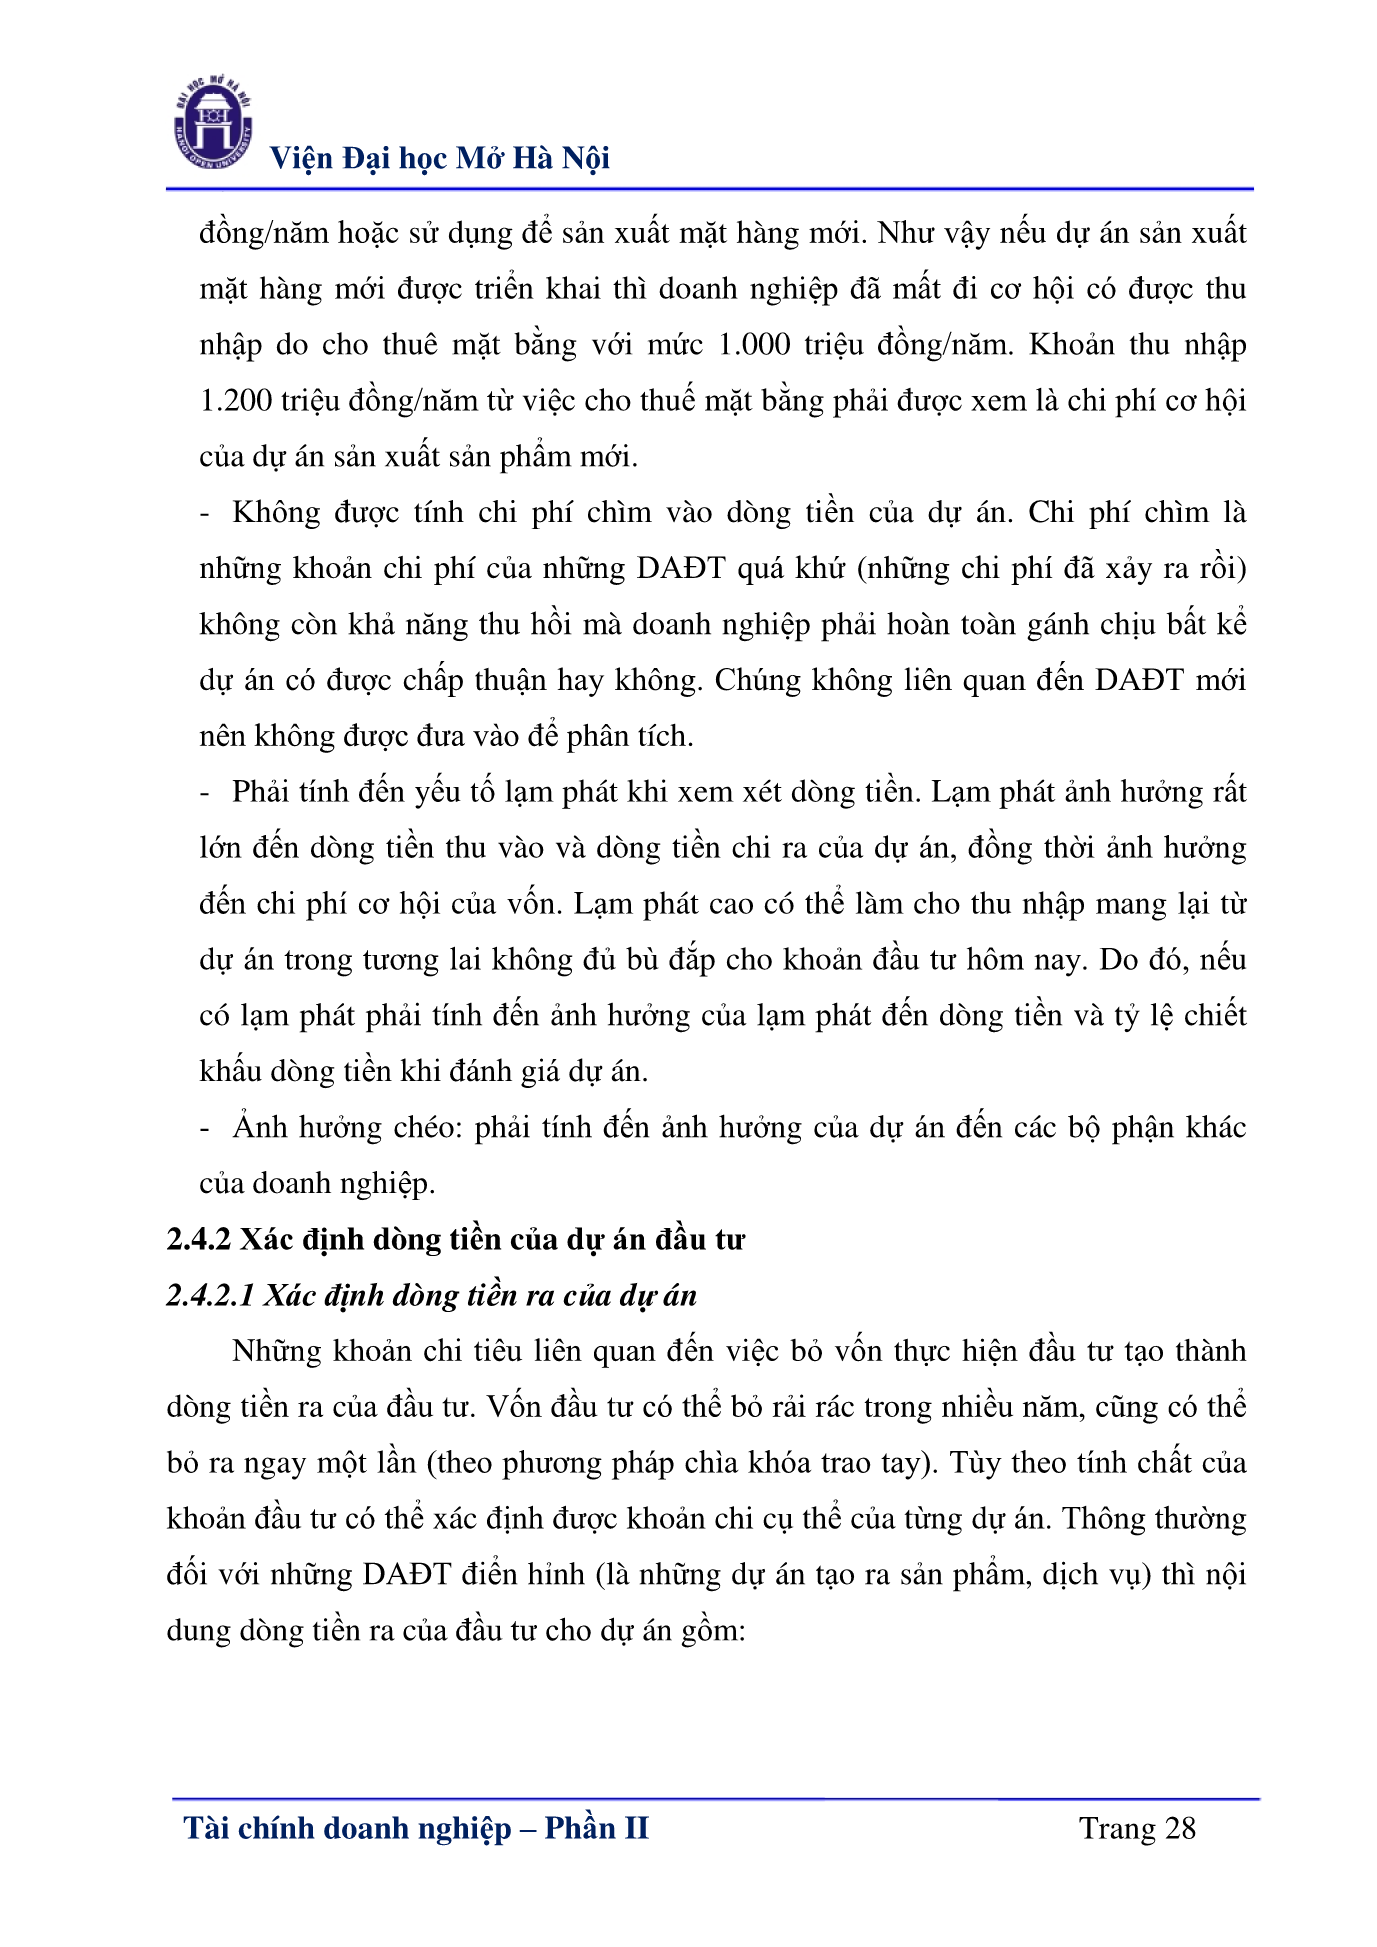 ĐẠI HỌC MỞ HÀ NỘI
HANOI OPEN UNIVERSITY
Viện Đại học Mở Hà Nội
đồng/năm hoặc sử dụng để sản xuất mặt hàng mới. Như vậy nếu dự án sản xuất
mặt hàng mới được triển khai thì doanh nghiệp đã mất đi cơ hội có được thu
nhập do cho thuê mặt bằng với mức 1.000 triệu đồng/năm. Khoản thu nhập
1.200 triệu đồng/năm từ việc cho thuế mặt bằng phải được xem là chi phí cơ hội
của dự án sản xuất sản phẩm mới.
- Không được tính chi phí chìm vào dòng tiền của dự án. Chi phí chìm là
những khoản chi phí của những DAĐT quá khứ (những chi phí đã xảy ra rồi)
không còn khả năng thu hồi mà doanh nghiệp phải hoàn toàn gánh chịu bất kể
dự án có được chấp thuận hay không. Chúng không liên quan đến DAĐT mới
nên không được đưa vào để phân tích.
- Phải tính đến yếu tố lạm phát khi xem xét dòng tiền. Lạm phát ảnh hưởng rất
lớn đến dòng tiền thu vào và dòng tiền chi ra của dự án, đồng thời ảnh hưởng
đến chi phí cơ hội của vốn. Lạm phát cao có thể làm cho thu nhập mang lại từ
dự án trong tương lai không đủ bù đắp cho khoản đầu tư hôm nay. Do đó, nếu
có lạm phát phải tính đến ảnh hưởng của lạm phát đến dòng tiền và tỷ lệ chiết
khấu dòng tiền khi đánh giá dự án.
- Ảnh hưởng chéo: phải tính đến ảnh hưởng của dự án đến các bộ phận khác
của doanh nghiệp.
2.4.2 Xác định dòng tiền của dự án đầu tư
2.4.2.1 Xác định dòng tiền ra của dự án
Những khoản chi tiêu liên quan đến việc bỏ vốn thực hiện đầu tư tạo thành
dòng tiền ra của đầu tư. Vốn đầu tư có thể bỏ rải rác trong nhiều năm, cũng có thể
bỏ ra ngay một lần (theo phương pháp chìa khóa trao tay). Tùy theo tính chất của
khoản đầu tư có thể xác định được khoản chi cụ thể của từng dự án. Thông thường
đối với những DAĐT điển hỉnh (là những dự án tạo ra sản phẩm, dịch vụ) thì nội
dung dòng tiền ra của đầu tư cho dự án gồm:
Tài chính doanh nghiệp – Phần II
Trang 28